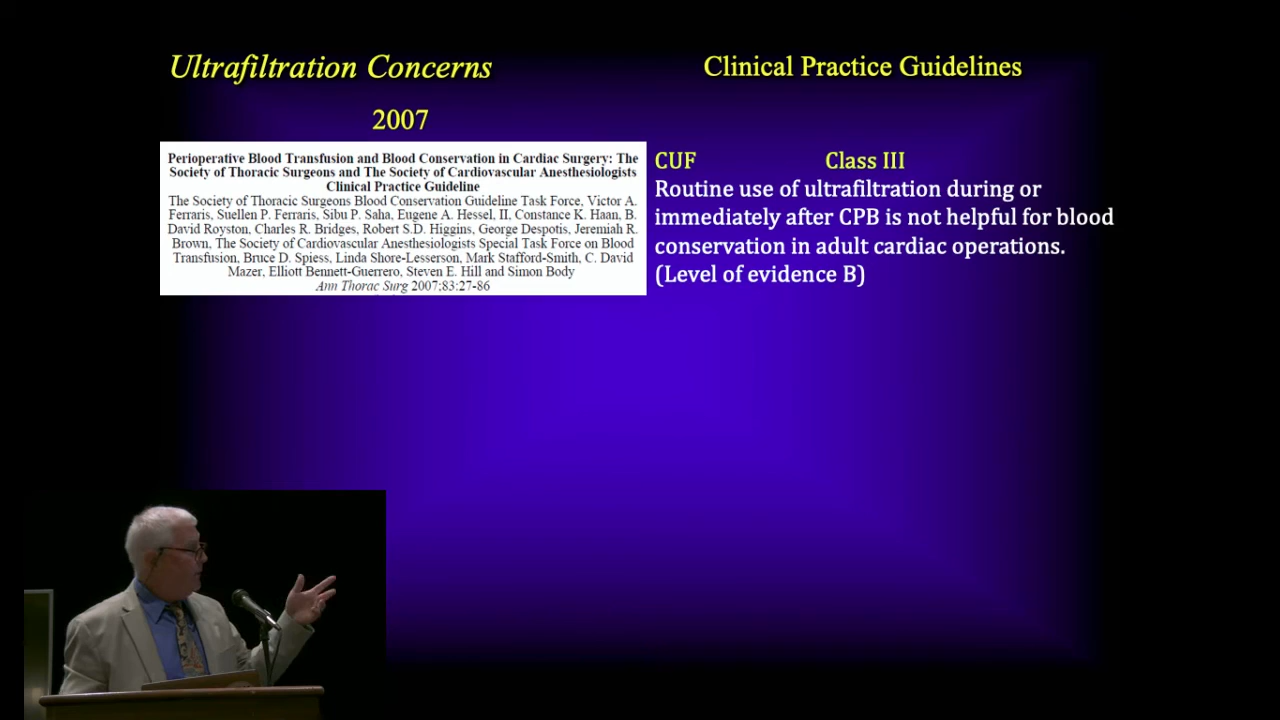 Ultrafiltration Concerns
Clinical Practice Guidelines
2007
Perioperative Blood Transfusion and Blood Conservation in Cardiac Surgery: The
Society of Thoracic Surgeons and The Society of Cardiovascular Anesthesiologists
Clinical Practice Guideline
The Society of Thoracic Surgeons Blood Conservation Guideline Task Force, Victor A.
Ferraris, Suellen P. Ferraris, Sibu P. Saha, Eugene A. Hessel, II, Constance K. Haan, B.
David Royston, Charles R. Bridges, Robert S.D. Higgins, George Despotis, Jeremiah R.
Brown, The Society of Cardiovascular Anesthesiologists Special Task Force on Blood
Transfusion, Bruce D. Spiess, Linda Shore-Lesserson, Mark Stafford-Smith, C. David
Mazer, Elliott Bennett-Guerrero, Steven E. Hill and Simon Body
Ann Thorac Surg 2007;83:27-86
CUF Class III
Routine use of ultrafiltration during or
immediately after CPB is not helpful for blood
conservation in adult cardiac operations.
(Level of evidence B)